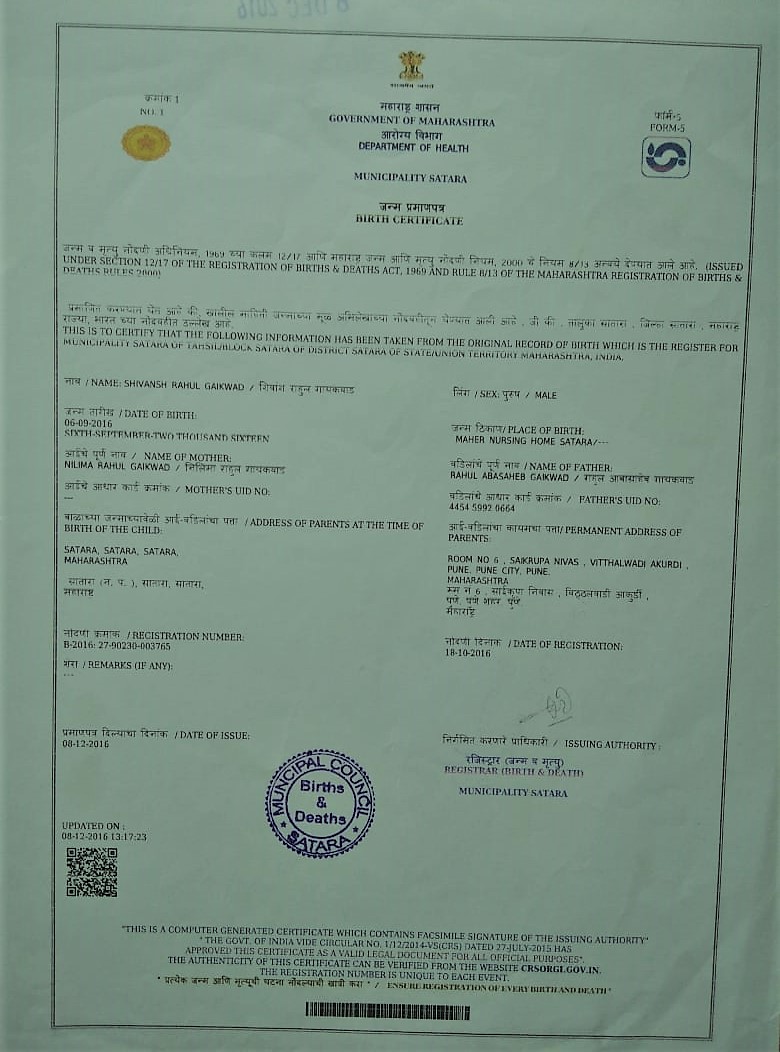 8 DEC 2016
सत्यमेव जयते
क्रमांक 1
NO. 1
महाराष्ट्र शासन
GOVERNMENT OF MAHARASHTRA
आरोग्य विभाग
DEPARTMENT OF HEALTH
फॉर्म-5
FORM-5
MUNICIPALITY SATARA
जन्म प्रमाणपत्र
BIRTH CERTIFICATE
जन्म व मृत्यू नोंदणी अधिनियम, 1969 च्या कलम 12/17 आणि महाराष्ट्र जन्म आणि मृत्यू नोंदणी नियम, 2000 चे नियम 8/13 अन्वये देण्यात आले आहे. (ISSUED
UNDER SECTION 12/17 OF THE REGISTRATION OF BIRTHS & DEATHS ACT, 1969 AND RULE 8/13 OF THE MAHARASHTRA REGISTRATION OF BIRTHS &
DEATHS RULES 2000)
प्रमाणित करण्यात येत आहे की, खालील माहिती जन्माच्या मूळ अभिलेखाच्या नोंदवहीतून घेण्यात आली आहे , जी की , तालुका सातारा , जिल्हा सातारा , महाराष्ट्र
राज्या, भारत च्या नोंदवहीत उल्लेख आहे.
THIS IS TO CERTIFY THAT THE FOLLOWING INFORMATION HAS BEEN TAKEN FROM THE ORIGINAL RECORD OF BIRTH WHICH IS THE REGISTER FOR
MUNICIPALITY SATARA OF TAHSIL/BLOCK SATARA OF DISTRICT SATARA OF STATE/UNION TERRITORY MAHARASHTRA, INDIA.
नाव / NAME: SHIVANSH RAHUL GAIKWAD / शिवांश राहुल गायकवाड
लिंग / SEX: पुरुष / MALE
जन्म तारीख / DATE OF BIRTH:
06-09-2016
SIXTH-SEPTEMBER-TWO THOUSAND SIXTEEN
जन्म ठिकाण/ PLACE OF BIRTH:
MAHER NURSING HOME SATARA/---
आईचे पूर्ण नाव / NAME OF MOTHER:
NILIMA RAHUL GAIKWAD / निलिमा राहुल गायकवाड
वडिलांचे पूर्ण नाव / NAME OF FATHER:
RAHUL ABASAHEB GAIKWAD / राहुल आबासाहेब गायकवाड
आईचे आधार कार्ड क्रमांक / MOTHER'S UID NO:
---
वडिलांचे आधार कार्ड क्रमांक / FATHER'S UID NO:
4454 5992 0664
बाळाच्या जन्माच्यावेळी आई-वडिलांचा पत्ता / ADDRESS OF PARENTS AT THE TIME OF
BIRTH OF THE CHILD:
SATARA, SATARA, SATARA,
MAHARASHTRA
सातारा (न. प. ), सातारा, सातारा,
महाराष्ट्र
आई-वडिलांचा कायमचा पत्ता/ PERMANENT ADDRESS OF
PARENTS:
ROOM NO 6 , SAIKRUPA NIVAS , VITTHALWADI AKURDI ,
PUNE, PUNE CITY, PUNE,
MAHARASHTRA
रूम न 6 , साईकृपा निवास , विठ्ठलवाडी आकुर्डी ,
पुणे, पुणे शहर, पुणे
महाराष्ट्र
नोंदणी क्रमांक / REGISTRATION NUMBER:
B-2016: 27-90230-003765
नोंदणी दिनांक / DATE OF REGISTRATION:
18-10-2016
शेरा / REMARKS (IF ANY):
---
प्रमाणपत्र दिल्याचा दिनांक / DATE OF ISSUE:
08-12-2016
निर्गमित करणारे प्राधिकारी / ISSUING AUTHORITY :
रजिस्ट्रार (जन्म व मृत्यू)
REGISTRAR (BIRTH & DEATH)
MUNICIPALITY SATARA
MUNCIPAL COUNCIL
Births
&
Deaths
SATARA
UPDATED ON :
08-12-2016 13:17:23
"THIS IS A COMPUTER GENERATED CERTIFICATE WHICH CONTAINS FACSIMILE SIGNATURE OF THE ISSUING AUTHORITY"
" THE GOVT. OF INDIA VIDE CIRCULAR NO. 1/12/2014-VS(CRS) DATED 27-JULY-2015 HAS
APPROVED THIS CERTIFICATE AS A VALID LEGAL DOCUMENT FOR ALL OFFICIAL PURPOSES".
THE AUTHENTICITY OF THIS CERTIFICATE CAN BE VERIFIED FROM THE WEBSITE CRSORGI.GOV.IN.
THE REGISTRATION NUMBER IS UNIQUE TO EACH EVENT.
" प्रत्येक जन्म आणि मृत्यूची घटना नोंदल्याची खात्री करा " / ENSURE REGISTRATION OF EVERY BIRTH AND DEATH "